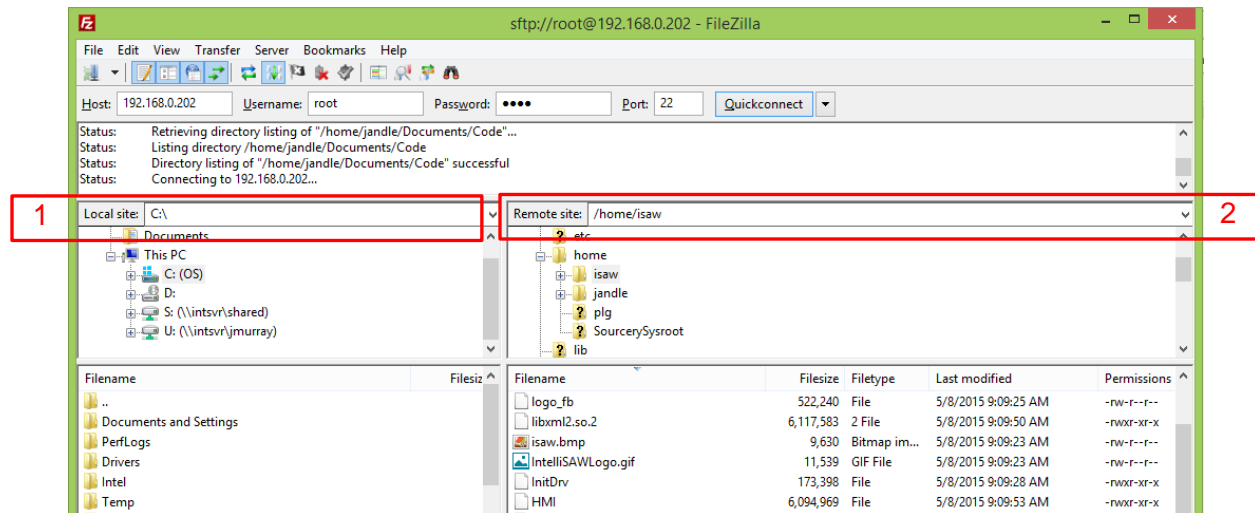 sftp://root@192.168.0.202 - FileZilla
File Edit View Transfer Server Bookmarks Help
Host: 192.168.0.202 Username: root Password: •••• Port: 22 Quickconnect
Status: Retrieving directory listing of "/home/jandle/Documents/Code"...
Status: Listing directory /home/jandle/Documents/Code
Status: Directory listing of "/home/jandle/Documents/Code" successful
Status: Connecting to 192.168.0.202...
1
Local site: C:\
Documents
This PC
C: (OS)
D:
S: (\\intsvr\shared)
U: (\\intsvr\jmurray)
Remote site: /home/isaw
2
etc
home
isaw
jandle
plg
SourcerySysroot
lib
Filename Filesiz
..
Documents and Settings
PerfLogs
Drivers
Intel
Temp
Filename Filesize Filetype Last modified Permissions
logo_fb 522,240 File 5/8/2015 9:09:25 AM -rw-r--r--
libxml2.so.2 6,117,583 2 File 5/8/2015 9:09:50 AM -rwxr-xr-x
isaw.bmp 9,630 Bitmap im... 5/8/2015 9:09:23 AM -rw-r--r--
IntelliSAWLogo.gif 11,539 GIF File 5/8/2015 9:09:23 AM -rw-r--r--
InitDrv 173,398 File 5/8/2015 9:09:28 AM -rwxr-xr-x
HMI 6,094,969 File 5/8/2015 9:09:53 AM -rwxr-xr-x